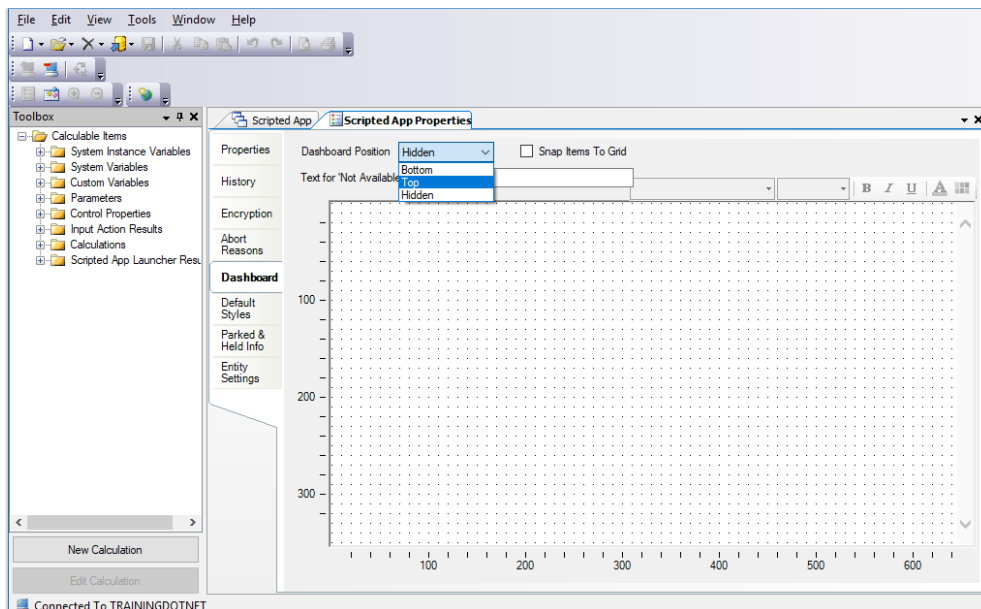 File Edit View Tools Window Help
Toolbox
Calculable Items
System Instance Variables
System Variables
Custom Variables
Parameters
Control Properties
Input Action Results
Calculations
Scripted App Launcher Resu
New Calculation
Edit Calculation
Scripted App
Scripted App Properties
Properties
History
Encryption
Abort
Reasons
Dashboard
Default
Styles
Parked &
Held Info
Entity
Settings
Dashboard Position Hidden Snap Items To Grid
Bottom
Text for 'Not Available Top
Hidden
B I U A
100
200
300
100 200 300 400 500 600
Connected To TRAININGDOTNET